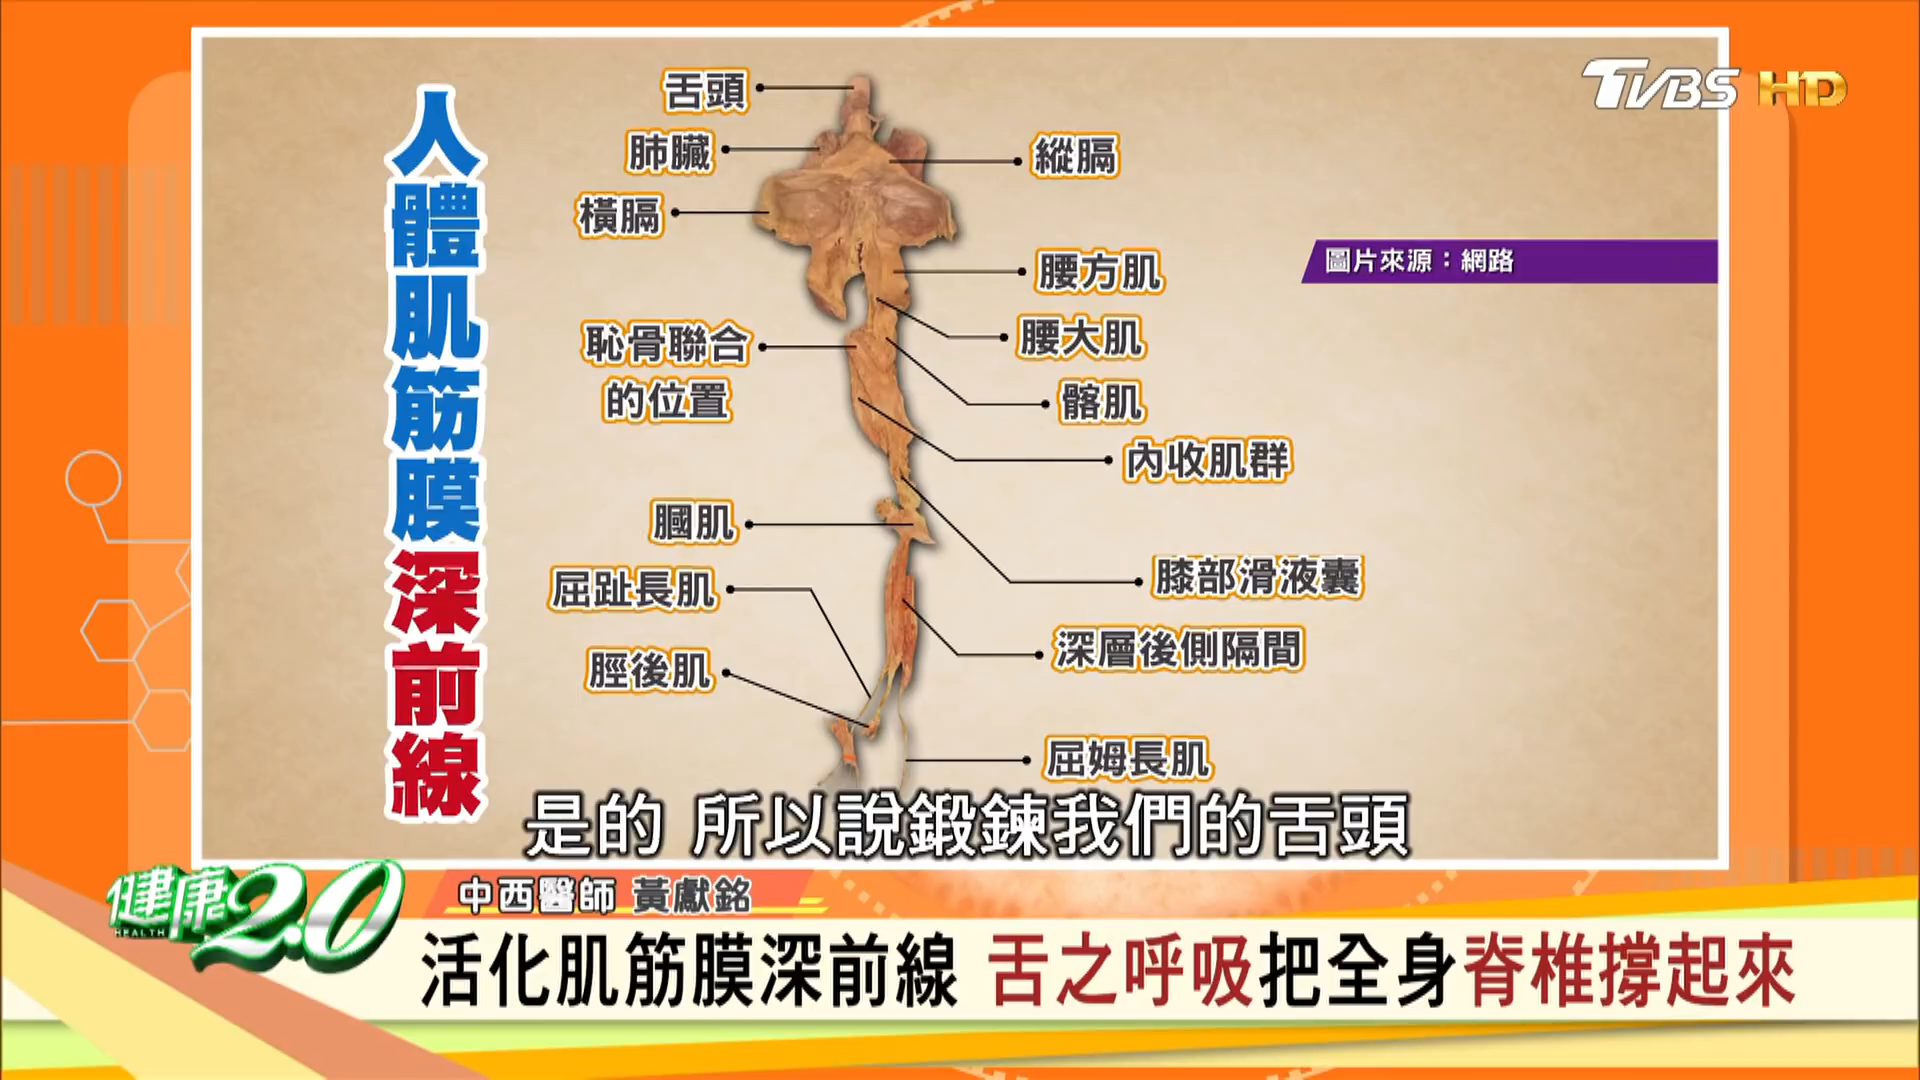 TVBS HD
人體肌筋膜深前線
舌頭
肺臟
橫膈
恥骨聯合
的位置
膕肌
屈趾長肌
脛後肌
縱膈
腰方肌
腰大肌
髂肌
內收肌群
膝部滑液囊
深層後側隔間
屈姆長肌
圖片來源：網路
是的 所以說鍛鍊我們的舌頭
健康2.0
HEALTH
中西醫師 黃獻銘
活化肌筋膜深前線 舌之呼吸把全身脊椎撐起來